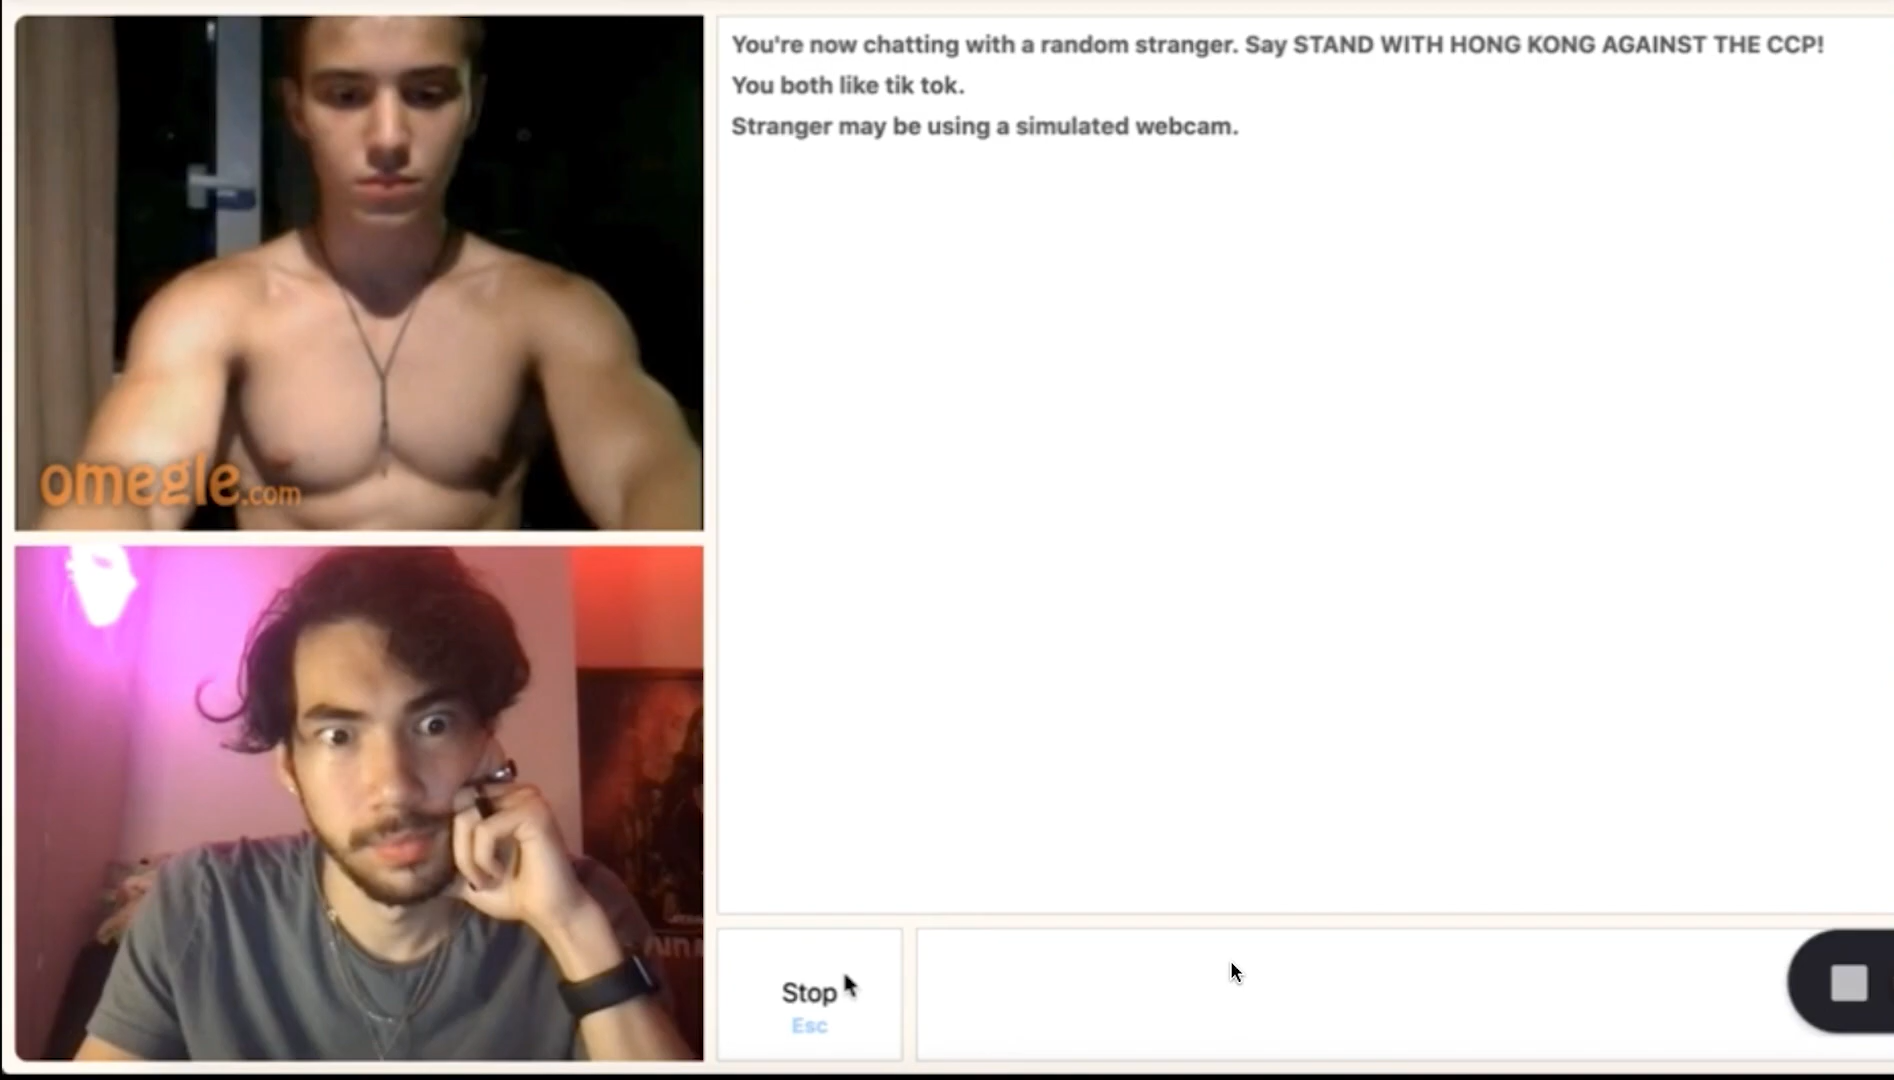 You're now chatting with a random stranger. Say STAND WITH HONG KONG AGAINST THE CCP!
You both like tik tok.
Stranger may be using a simulated webcam.
omegle.com
Stop
Esc